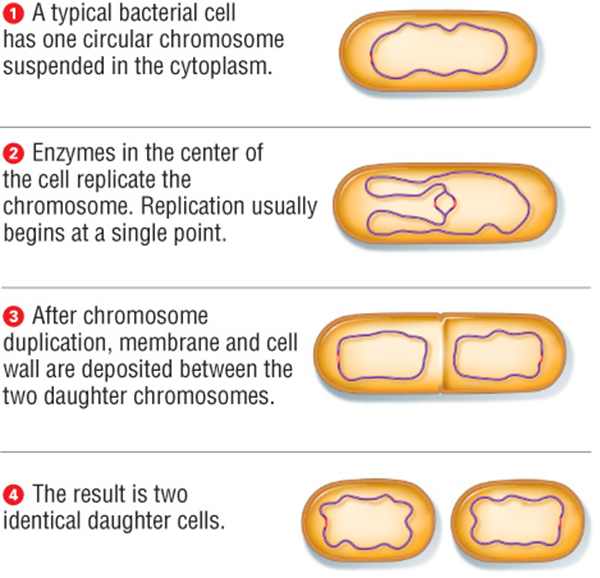 1 A typical bacterial cell
has one circular chromosome
suspended in the cytoplasm.
2 Enzymes in the center of
the cell replicate the
chromosome. Replication usually
begins at a single point.
3 After chromosome
duplication, membrane and cell
wall are deposited between the
two daughter chromosomes.
4 The result is two
identical daughter cells.